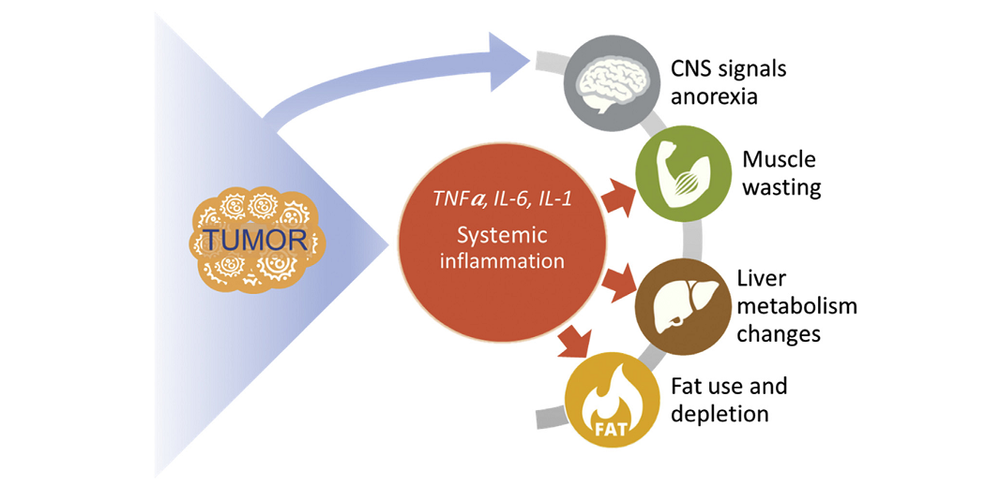 CNS signals
anorexia
Muscle
wasting
TNFα, IL-6, IL-1
Systemic
inflammation
TUMOR
Liver
metabolism
changes
Fat use and
depletion
FAT